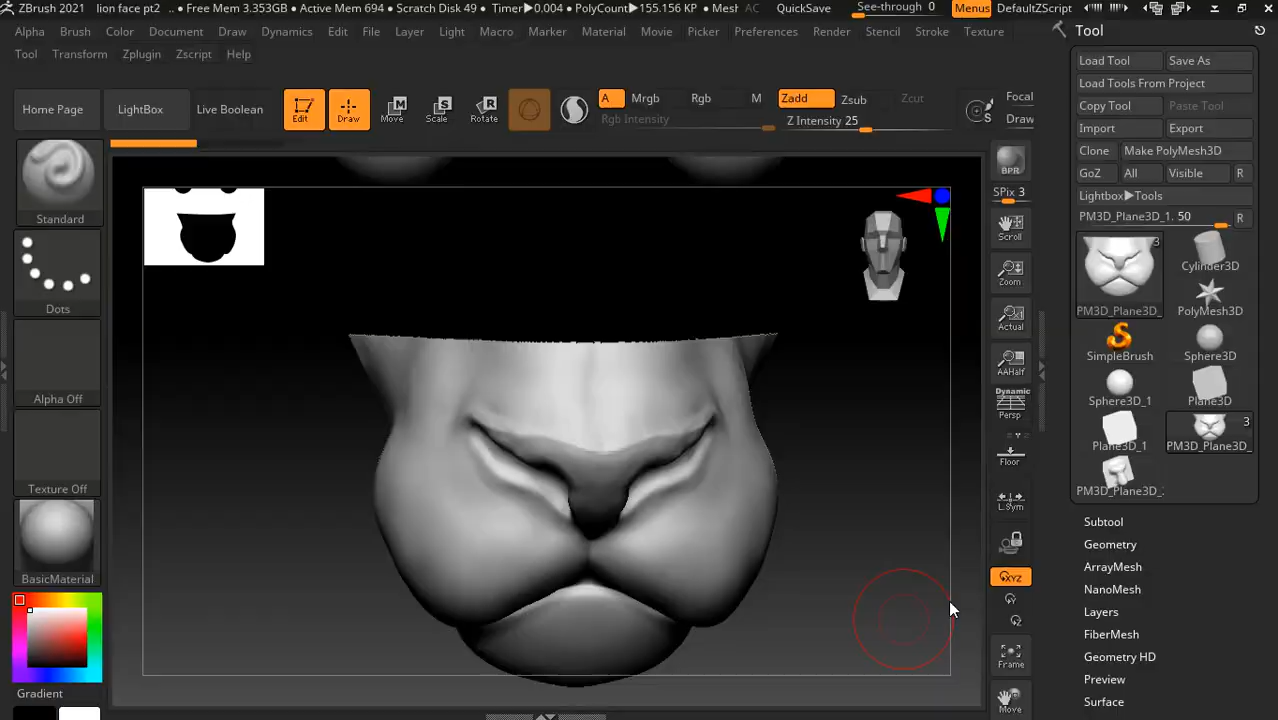 ZBrush 2021 lion face pt2 .. • Free Mem 3.353GB • Active Mem 694 • Scratch Disk 49 • Timer▶0.004 • PolyCount▶155.156 KP • Mesh AC QuickSave See-through 0 Menus DefaultZScript
Alpha Brush Color Document Draw Dynamics Edit File Layer Light Macro Marker Material Movie Picker Preferences Render Stencil Stroke Texture
Tool Transform Zplugin Zscript Help
Home Page LightBox Live Boolean Edit Draw Move Scale Rotate
A Mrgb Rgb M Zadd Zsub Zcut Focal
Rgb Intensity Z Intensity 25 Draw
Standard
Dots
Alpha Off
Texture Off
BasicMaterial
Gradient
BPR
SPix 3
Scroll
Zoom
Actual
AAHalf
Dynamic
Persp
Floor
L.Sym
XYZ
Y
Z
Frame
Move
Tool
Load Tool Save As
Load Tools From Project
Copy Tool Paste Tool
Import Export
Clone Make PolyMesh3D
GoZ All Visible R
Lightbox▶Tools
PM3D_Plane3D_1. 50 R
3
Cylinder3D
PM3D_Plane3D_ PolyMesh3D
SimpleBrush Sphere3D
Sphere3D_1 Plane3D
3
Plane3D_1 PM3D_Plane3D_
PM3D_Plane3D_
Subtool
Geometry
ArrayMesh
NanoMesh
Layers
FiberMesh
Geometry HD
Preview
Surface